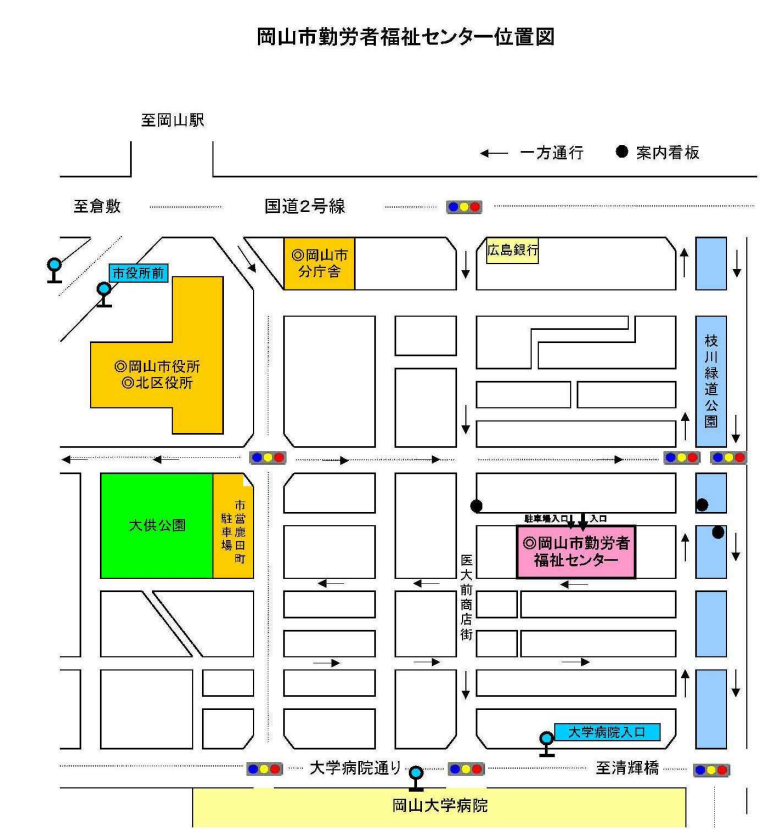 岡山市勤労者福祉センター位置図
至岡山駅
一方通行
案内看板
至倉敷
国道2号線
◎岡山市
分庁舎
広島銀行
市役所前
◎岡山市役所
◎北区役所
枝川緑道公園
大供公園
市営鹿田町
駐車場
駐車場入口
入口
◎岡山市勤労者
福祉センター
医大前商店街
大学病院入口
大学病院通り
至清輝橋
岡山大学病院